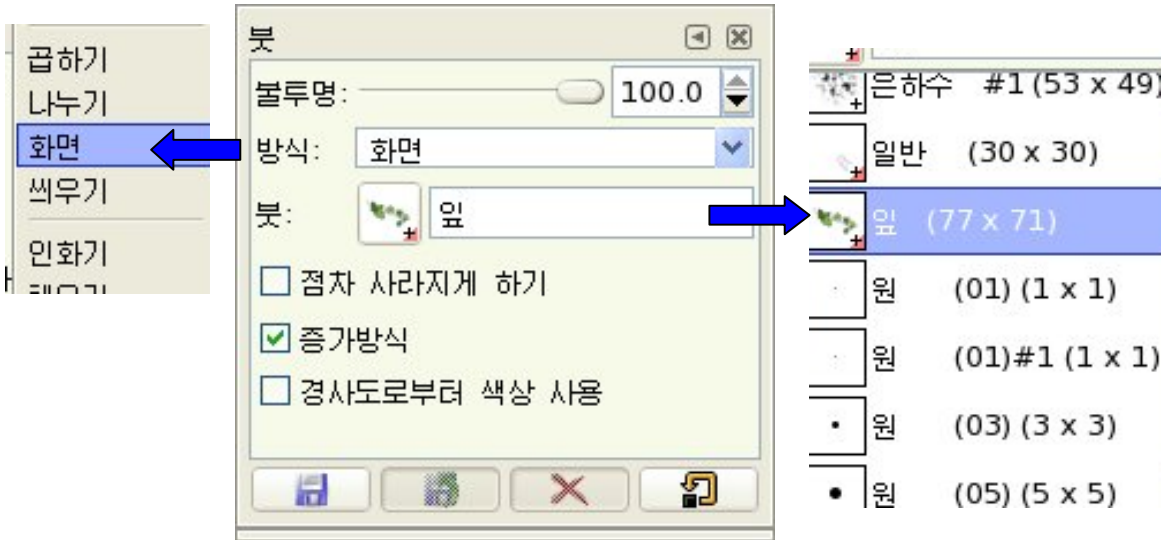 곱하기
나누기
화면
씌우기
인화기
붓
불투명: 100.0
방식: 화면
붓: 잎
점차 사라지게 하기
증가방식
경사도로부터 색상 사용
은하수 #1 (53 x 49)
일반 (30 x 30)
잎 (77 x 71)
원 (01) (1 x 1)
원 (01)#1 (1 x 1)
원 (03) (3 x 3)
원 (05) (5 x 5)